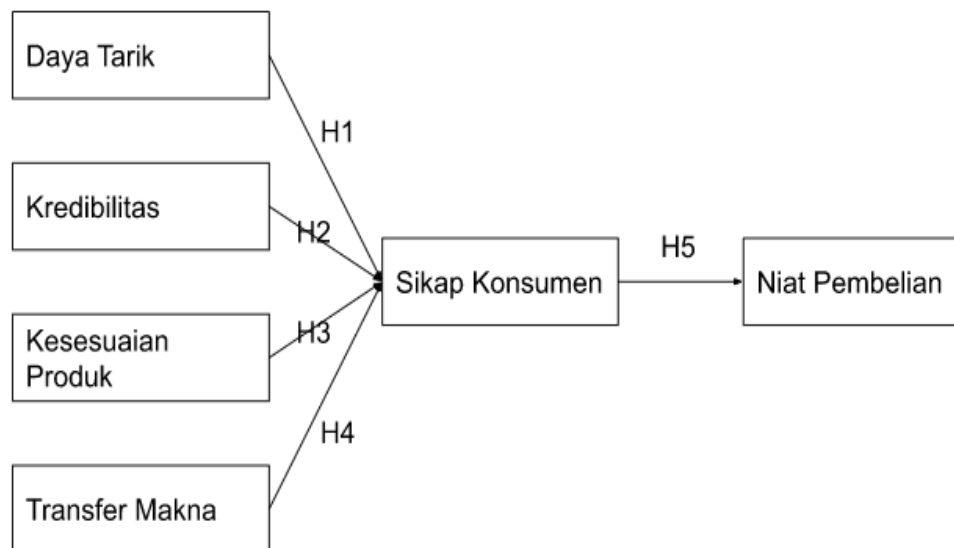 Daya Tarik
H1
Kredibilitas
H2
Sikap Konsumen
H5
Niat Pembelian
Kesesuaian
Produk
H3
H4
Transfer Makna